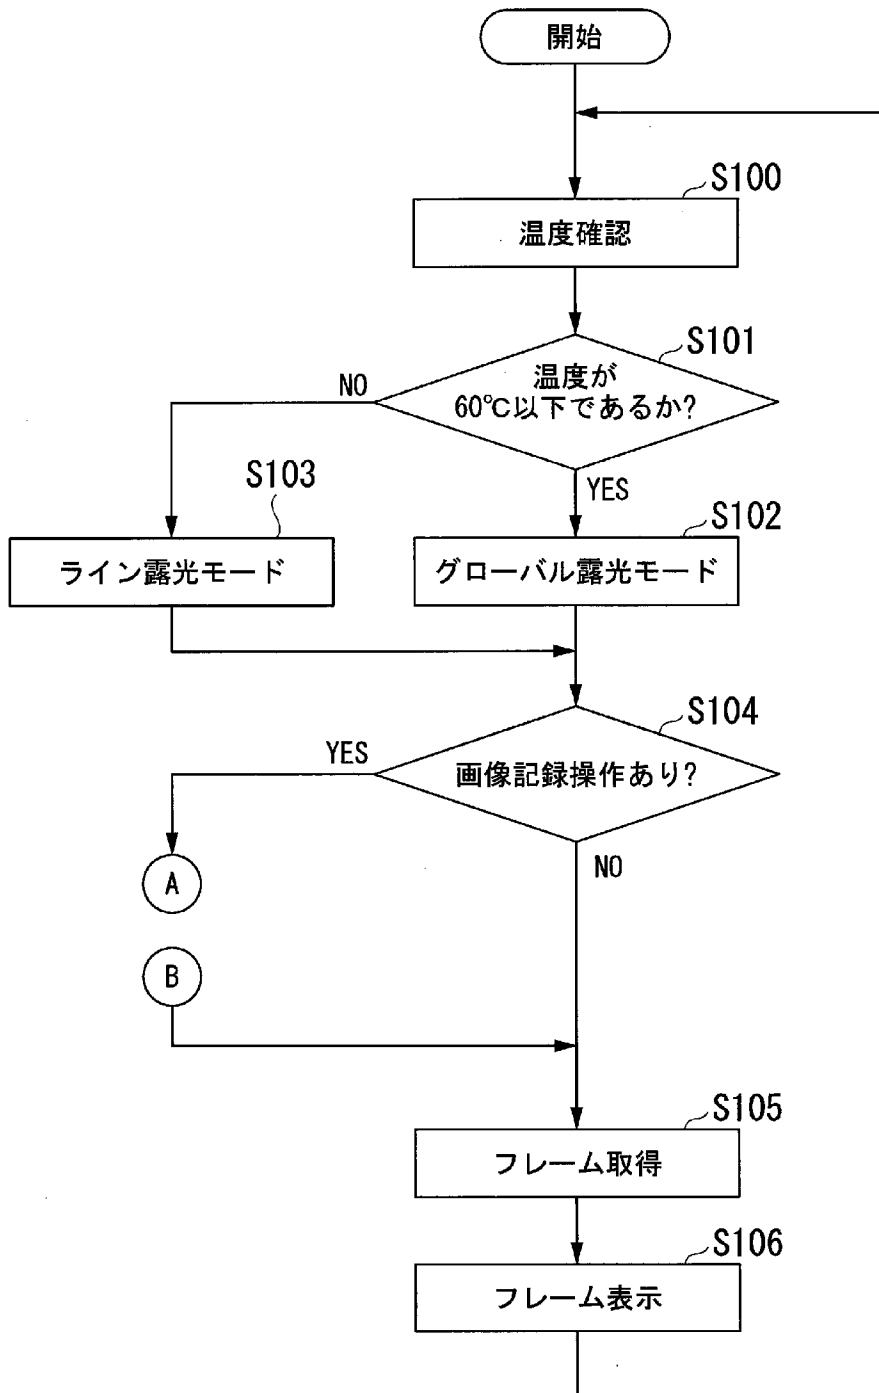 開始
S100
温度確認
S101
温度が
60℃以下であるか?
NO
YES
S103
ライン露光モード
S102
グローバル露光モード
S104
画像記録操作あり?
YES
NO
A
B
S105
フレーム取得
S106
フレーム表示